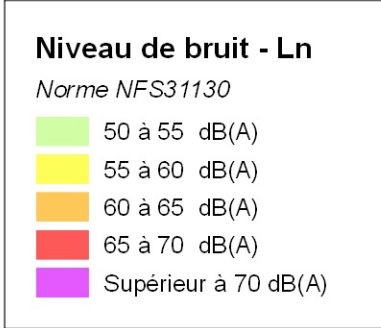 Niveau de bruit - Ln
Norme NFS31130
50 à 55 dB(A)
55 à 60 dB(A)
60 à 65 dB(A)
65 à 70 dB(A)
Supérieur à 70 dB(A)